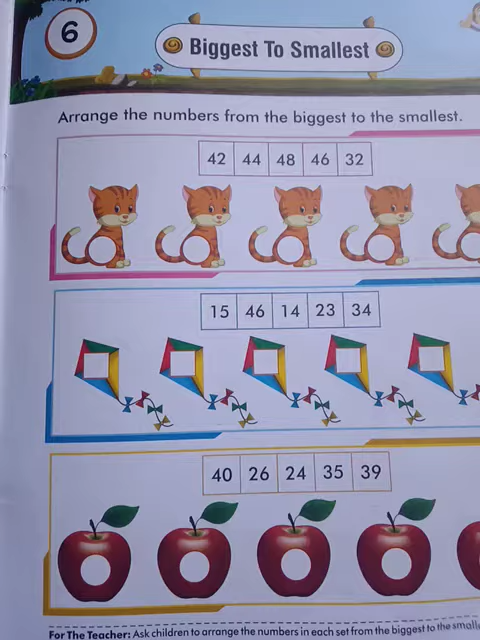 6
Biggest To Smallest
Arrange the numbers from the biggest to the smallest.
42 44 48 46 32
15 46 14 23 34
40 26 24 35 39
For The Teacher: Ask children to arrange the numbers in each set from the biggest to the